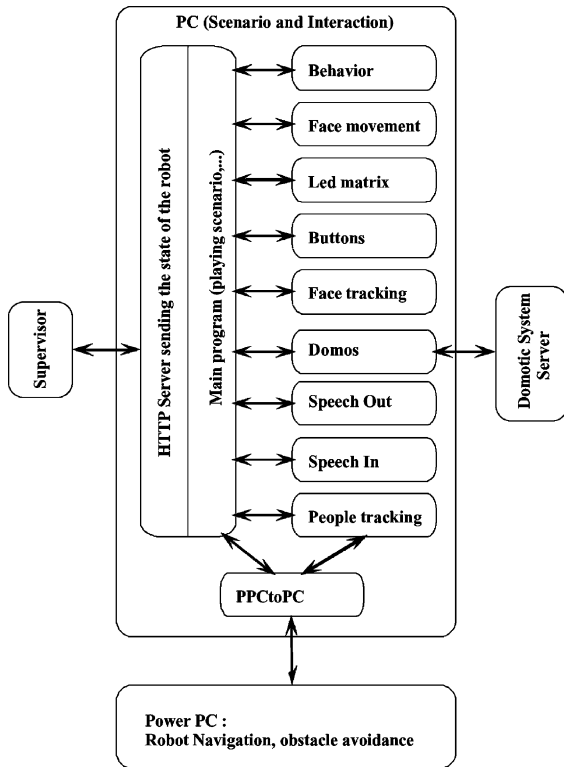 PC (Scenario and Interaction)
Supervisor
HTTP Server sending the state of the robot
Main program (playing scenario,...)
Behavior
Face movement
Led matrix
Buttons
Face tracking
Domos
Speech Out
Speech In
People tracking
Domotic System
Server
PPCtoPC
Power PC :
Robot Navigation, obstacle avoidance